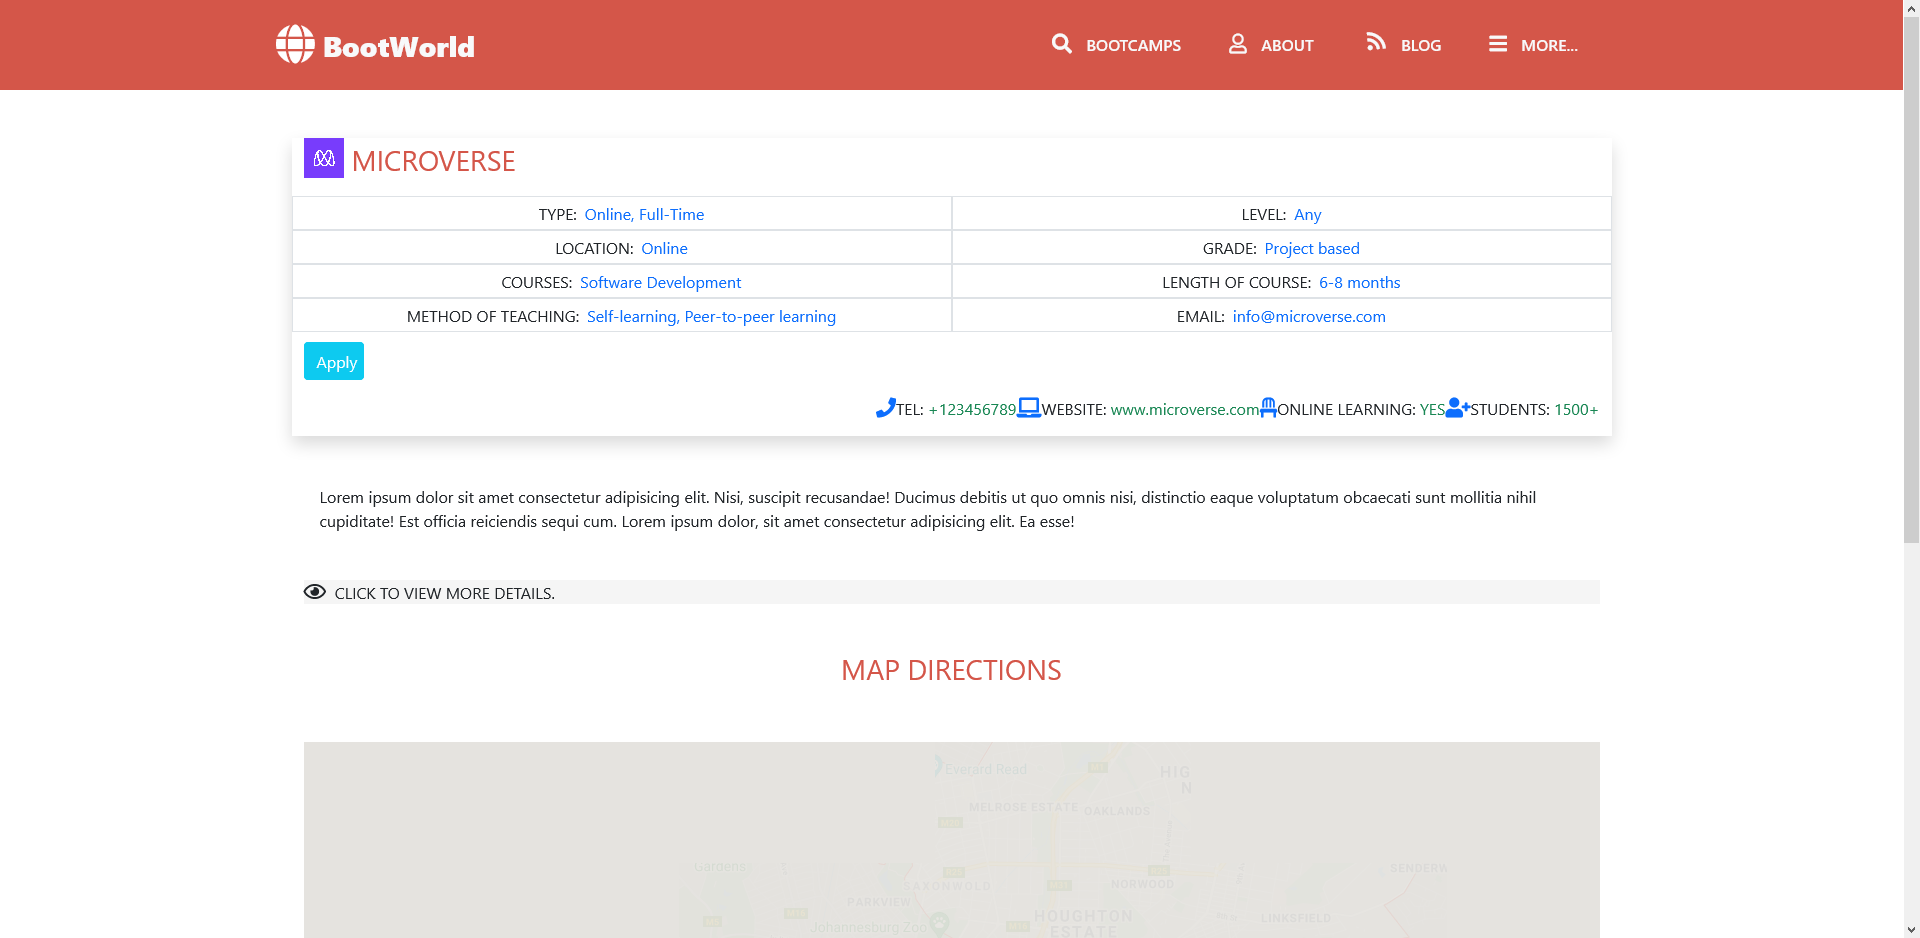 BootWorld
BOOTCAMPS ABOUT BLOG MORE...
MICROVERSE
TYPE: Online, Full-Time LEVEL: Any
LOCATION: Online GRADE: Project based
COURSES: Software Development LENGTH OF COURSE: 6-8 months
METHOD OF TEACHING: Self-learning, Peer-to-peer learning EMAIL: info@microverse.com
Apply
TEL: +123456789 WEBSITE: www.microverse.com ONLINE LEARNING: YES STUDENTS: 1500+
Lorem ipsum dolor sit amet consectetur adipisicing elit. Nisi, suscipit recusandae! Ducimus debitis ut quo omnis nisi, distinctio eaque voluptatum obcaecati sunt mollitia nihil
cupiditate! Est officia reiciendis sequi cum. Lorem ipsum dolor, sit amet consectetur adipisicing elit. Ea esse!
CLICK TO VIEW MORE DETAILS.
MAP DIRECTIONS
Everard Read
HIG
N
MELROSE ESTATE OAKLANDS
Gardens
SENDERW
SAXONWOLD NORWOOD
PARKVIEW
HOUGHTON
ESTATE
LINKSFIELD
Johannesburg Zoo